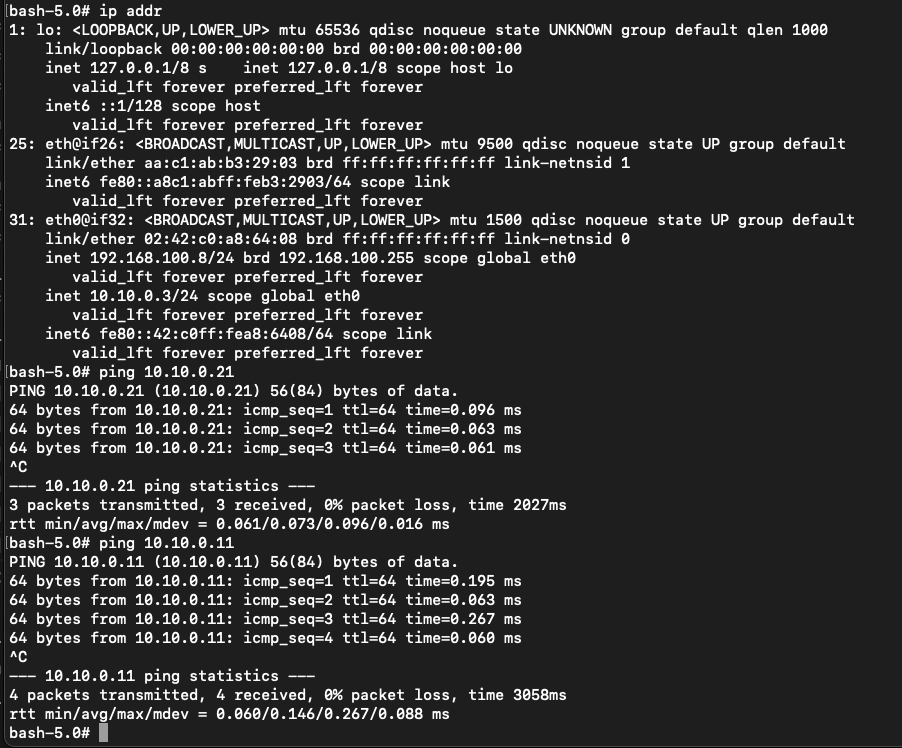 bash-5.0# ip addr
1: lo: <LOOPBACK,UP,LOWER_UP> mtu 65536 qdisc noqueue state UNKNOWN group default qlen 1000
    link/loopback 00:00:00:00:00:00 brd 00:00:00:00:00:00
    inet 127.0.0.1/8 s    inet 127.0.0.1/8 scope host lo
       valid_lft forever preferred_lft forever
    inet6 ::1/128 scope host
       valid_lft forever preferred_lft forever
25: eth@if26: <BROADCAST,MULTICAST,UP,LOWER_UP> mtu 9500 qdisc noqueue state UP group default
    link/ether aa:c1:ab:b3:29:03 brd ff:ff:ff:ff:ff:ff link-netnsid 1
    inet6 fe80::a8c1:abff:feb3:2903/64 scope link
       valid_lft forever preferred_lft forever
31: eth0@if32: <BROADCAST,MULTICAST,UP,LOWER_UP> mtu 1500 qdisc noqueue state UP group default
    link/ether 02:42:c0:a8:64:08 brd ff:ff:ff:ff:ff:ff link-netnsid 0
    inet 192.168.100.8/24 brd 192.168.100.255 scope global eth0
       valid_lft forever preferred_lft forever
    inet 10.10.0.3/24 scope global eth0
       valid_lft forever preferred_lft forever
    inet6 fe80::42:c0ff:fea8:6408/64 scope link
       valid_lft forever preferred_lft forever
bash-5.0# ping 10.10.0.21
PING 10.10.0.21 (10.10.0.21) 56(84) bytes of data.
64 bytes from 10.10.0.21: icmp_seq=1 ttl=64 time=0.096 ms
64 bytes from 10.10.0.21: icmp_seq=2 ttl=64 time=0.063 ms
64 bytes from 10.10.0.21: icmp_seq=3 ttl=64 time=0.061 ms
^C
--- 10.10.0.21 ping statistics ---
3 packets transmitted, 3 received, 0% packet loss, time 2027ms
rtt min/avg/max/mdev = 0.061/0.073/0.096/0.016 ms
bash-5.0# ping 10.10.0.11
PING 10.10.0.11 (10.10.0.11) 56(84) bytes of data.
64 bytes from 10.10.0.11: icmp_seq=1 ttl=64 time=0.195 ms
64 bytes from 10.10.0.11: icmp_seq=2 ttl=64 time=0.063 ms
64 bytes from 10.10.0.11: icmp_seq=3 ttl=64 time=0.267 ms
64 bytes from 10.10.0.11: icmp_seq=4 ttl=64 time=0.060 ms
^C
--- 10.10.0.11 ping statistics ---
4 packets transmitted, 4 received, 0% packet loss, time 3058ms
rtt min/avg/max/mdev = 0.060/0.146/0.267/0.088 ms
bash-5.0#